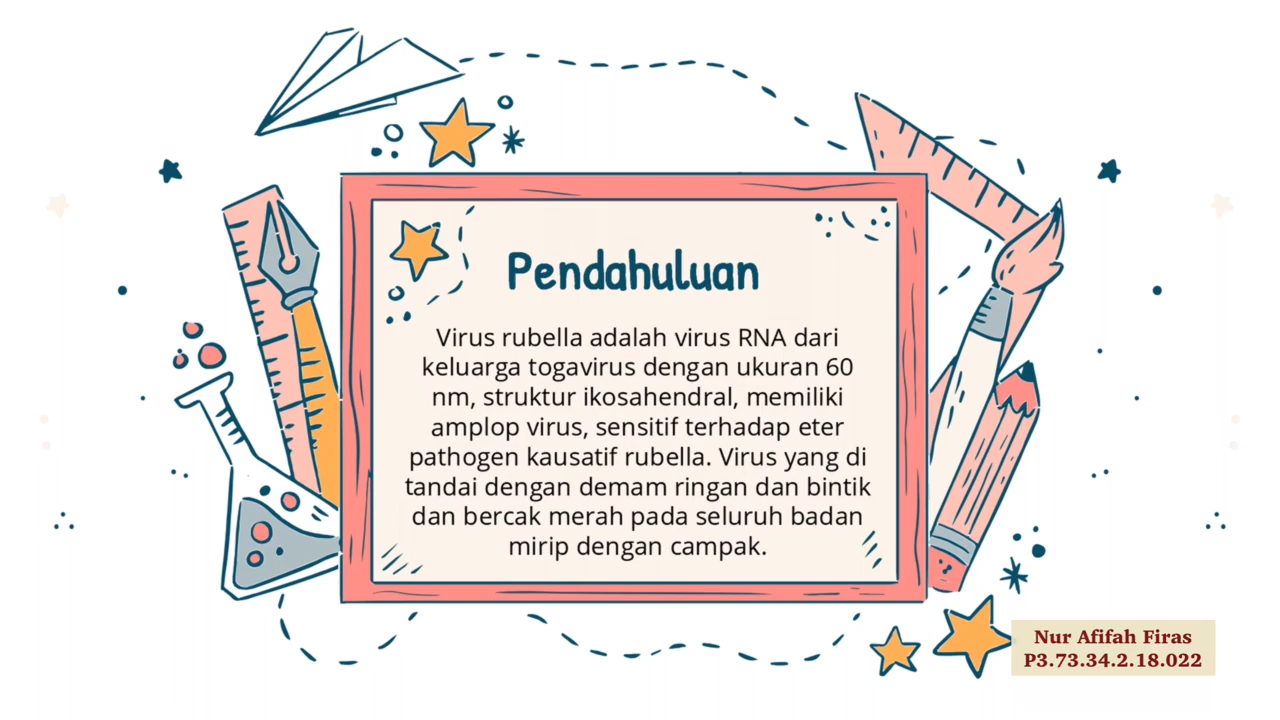 Pendahuluan
Virus rubella adalah virus RNA dari
keluarga togavirus dengan ukuran 60
nm, struktur ikosahendral, memiliki
amplop virus, sensitif terhadap eter
pathogen kausatif rubella. Virus yang di
tandai dengan demam ringan dan bintik
dan bercak merah pada seluruh badan
mirip dengan campak.
Nur Afifah Firas
P3.73.34.2.18.022